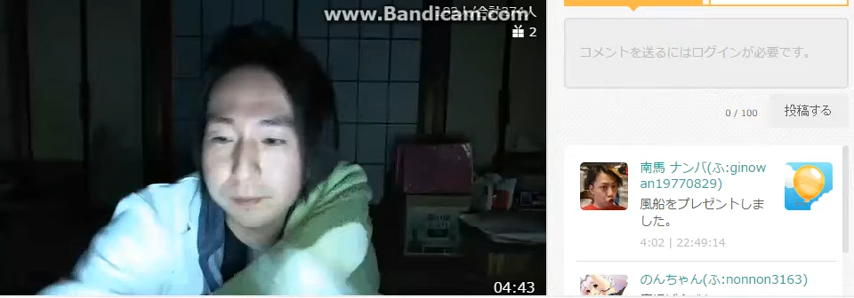 www.Bandicam.com
2
コメントを送るにはログインが必要です。
0 / 100
投稿する
南馬 ナンバ(ふ:ginow
an19770829)
風船をプレゼントしま
した。
4:02 | 22:49:14
のんちゃん(ふ:nonnon3163)
04:43